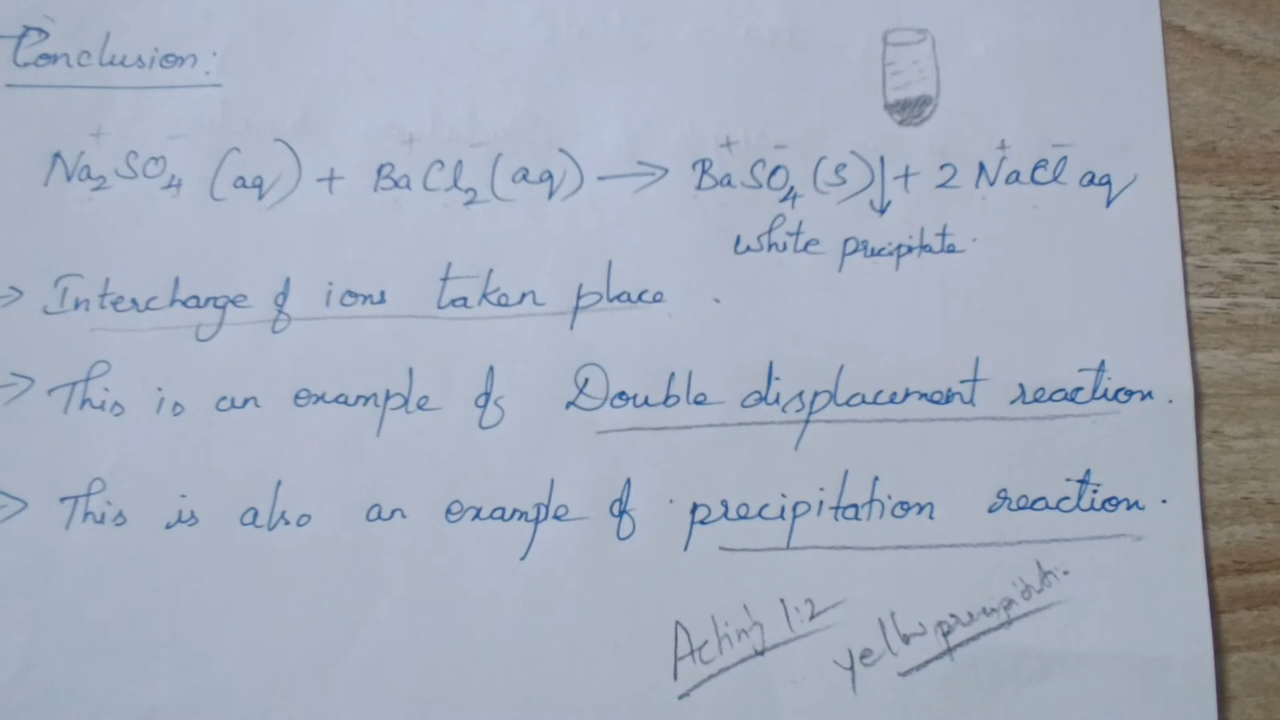 Conclusion:
Na₂SO₄ (aq) + BaCl₂ (aq) → BaSO₄ (s)↓ + 2 NaCl aq
white precipitate.
→ Interchange of ions taken place.
→ This is an example of Double displacement reaction.
→ This is also an example of precipitation reaction.
Activity 1:2
yellow